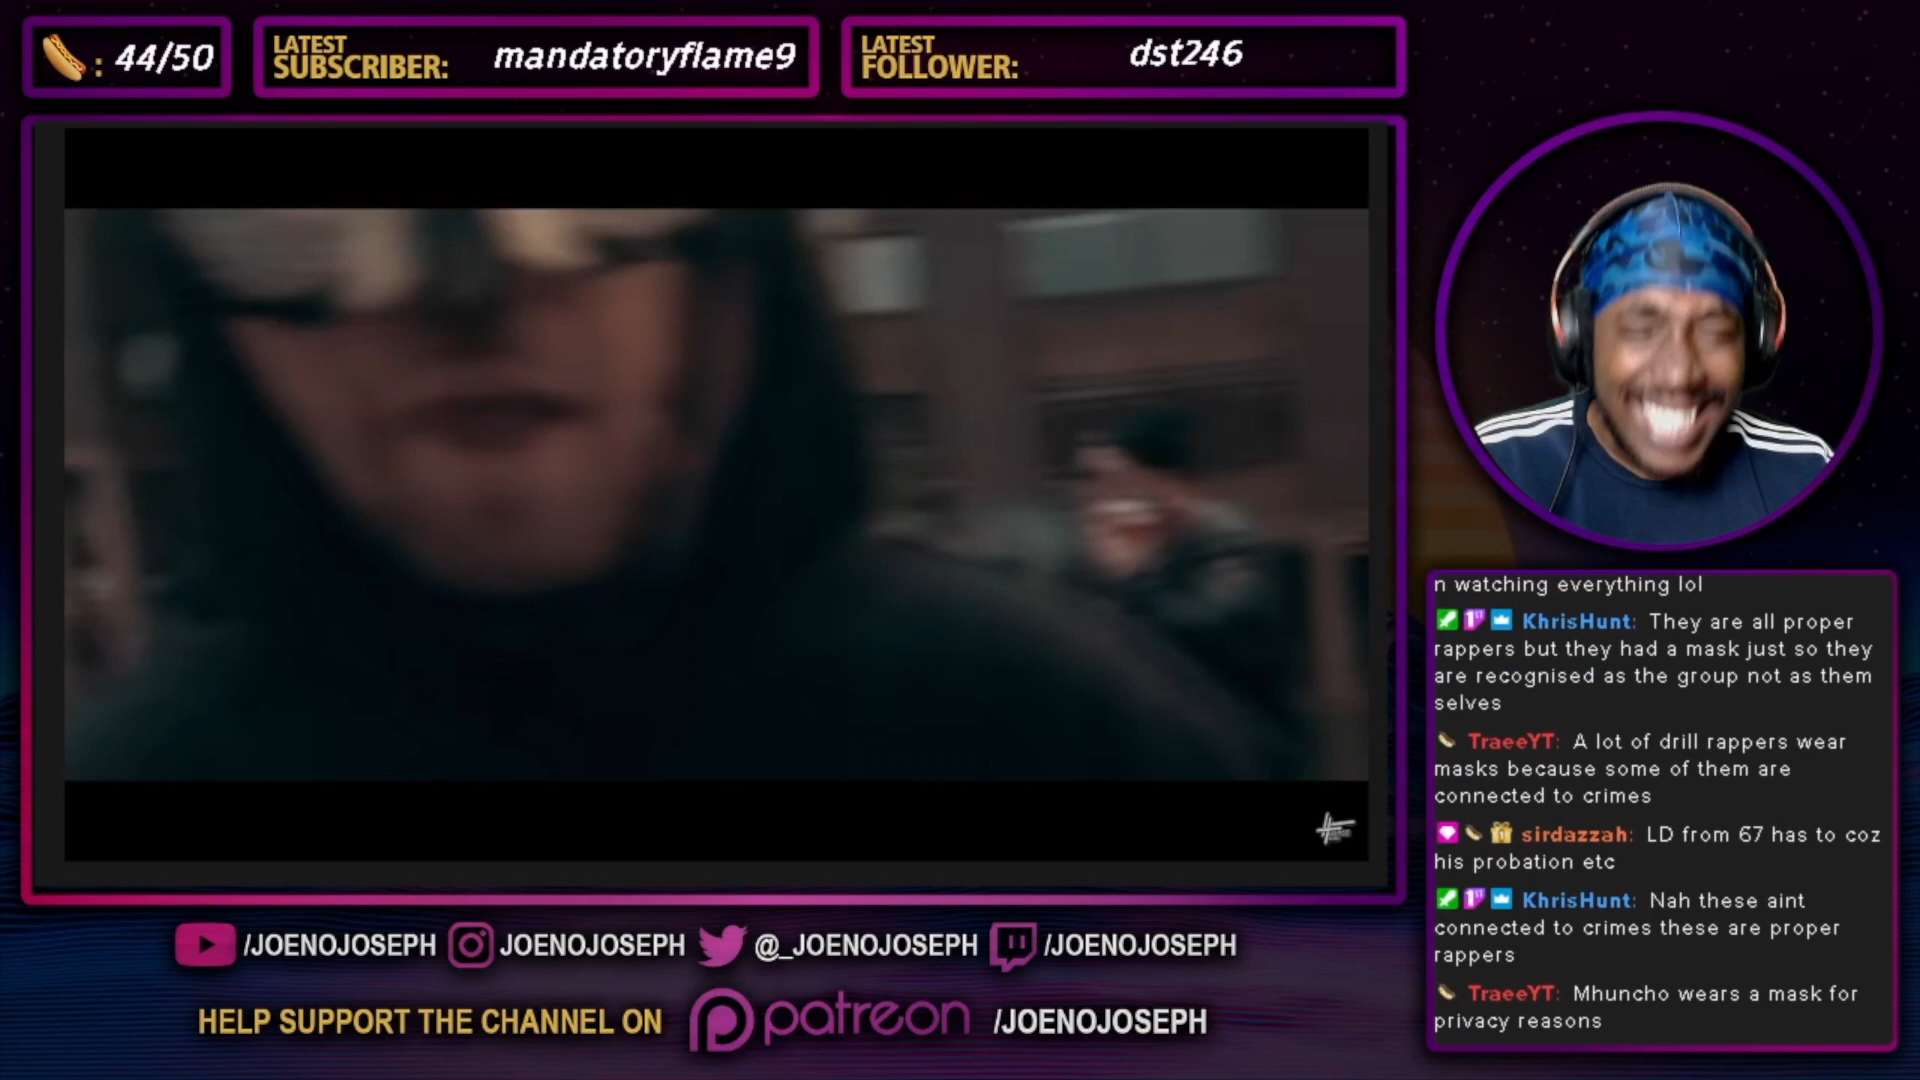 : 44/50
LATEST
SUBSCRIBER:
mandatoryflame9
LATEST
FOLLOWER:
dst246
n watching everything lol
KhrisHunt: They are all proper
rappers but they had a mask just so they
are recognised as the group not as them
selves
TraeeYT: A lot of drill rappers wear
masks because some of them are
connected to crimes
sirdazzah: LD from 67 has to coz
his probation etc
KhrisHunt: Nah these aint
connected to crimes these are proper
rappers
TraeeYT: Mhuncho wears a mask for
privacy reasons
/JOENOJOSEPH
JOENOJOSEPH
@_JOENOJOSEPH
/JOENOJOSEPH
HELP SUPPORT THE CHANNEL ON
patreon
/JOENOJOSEPH